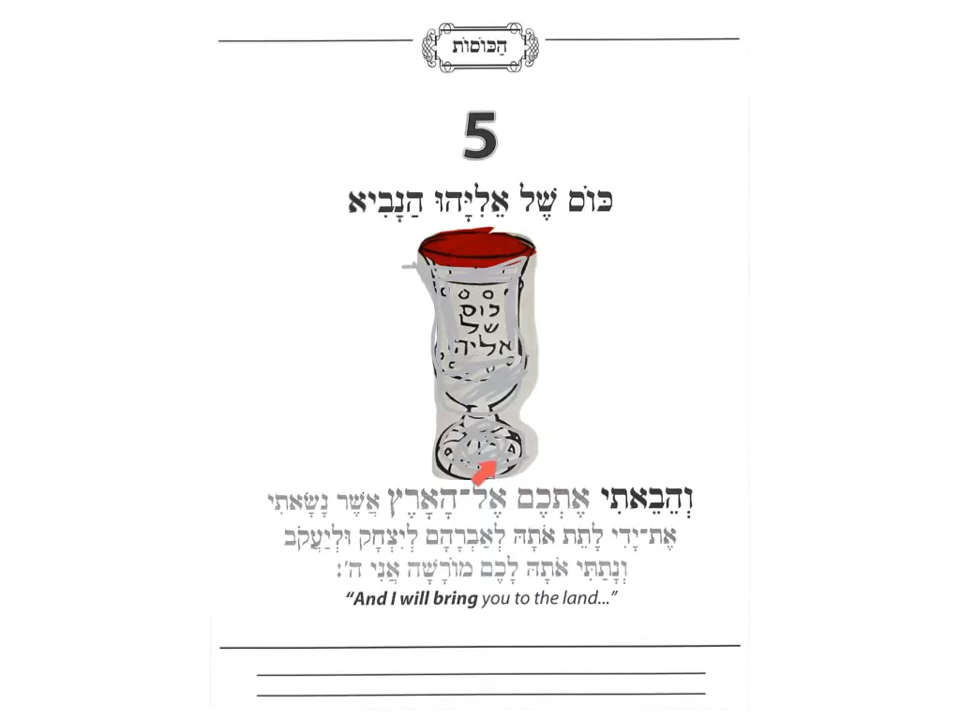 הַכּוֹסוֹת
5
כּוֹס שֶׁל אֵלִיָּהוּ הַנָבִיא
כוס
של
אליה
וְהֵבֵאתִי אֶתְכֶם אֶל־הָאָרֶץ אֲשֶׁר נָשָׂאתִי
אֶת־יָדִי לָתֵת אֹתָהּ לְאַבְרָהָם לְיִצְחָק וּלְיַעֲקֹב
וְנָתַתִּי אֹתָהּ לָכֶם מוֹרָשָׁה אֲנִי ה׳:
“And I will bring you to the land...”